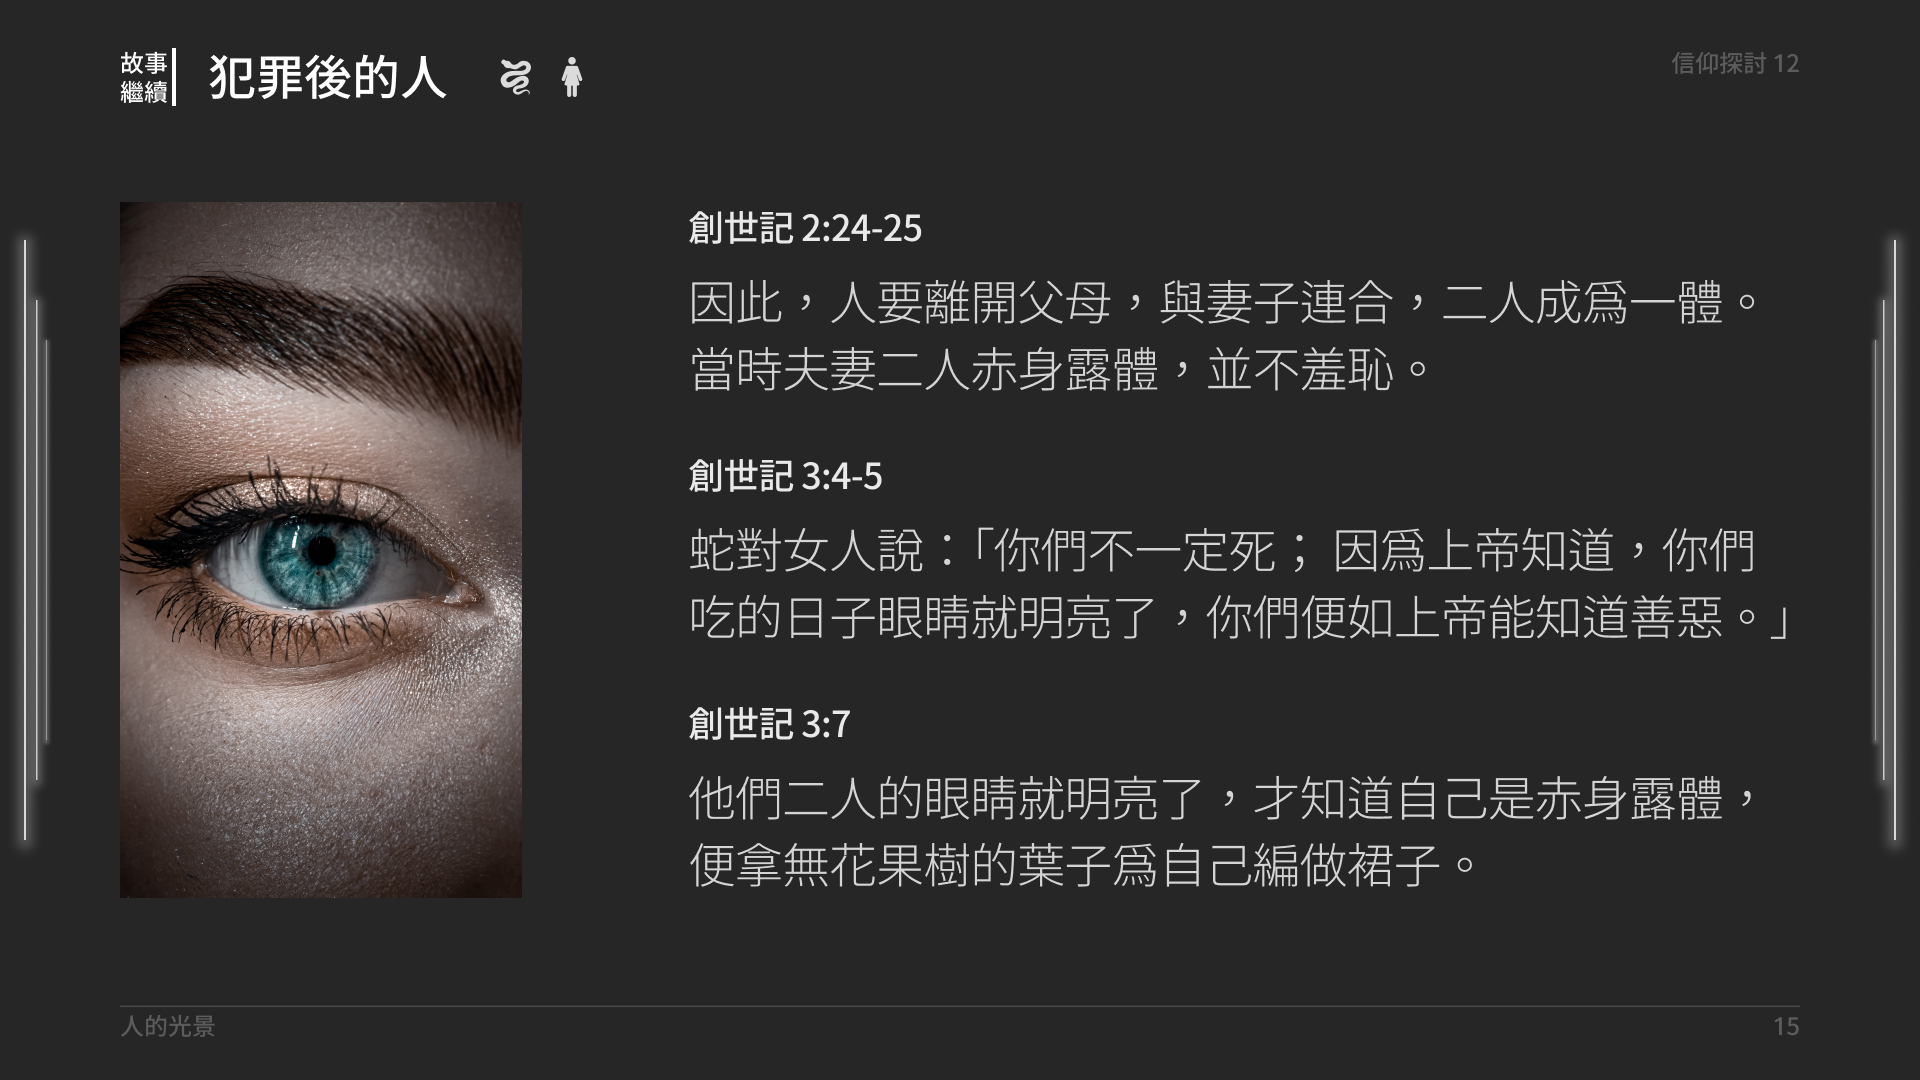 故事
繼續
犯罪後的人
信仰探討 12
創世記 2:24-25
因此，人要離開父母，與妻子連合，二人成爲一體。
當時夫妻二人赤身露體，並不羞恥。
創世記 3:4-5
蛇對女人說：「你們不一定死； 因爲上帝知道，你們
吃的日子眼睛就明亮了，你們便如上帝能知道善惡。」
創世記 3:7
他們二人的眼睛就明亮了，才知道自己是赤身露體，
便拿無花果樹的葉子爲自己編做裙子。
人的光景
15